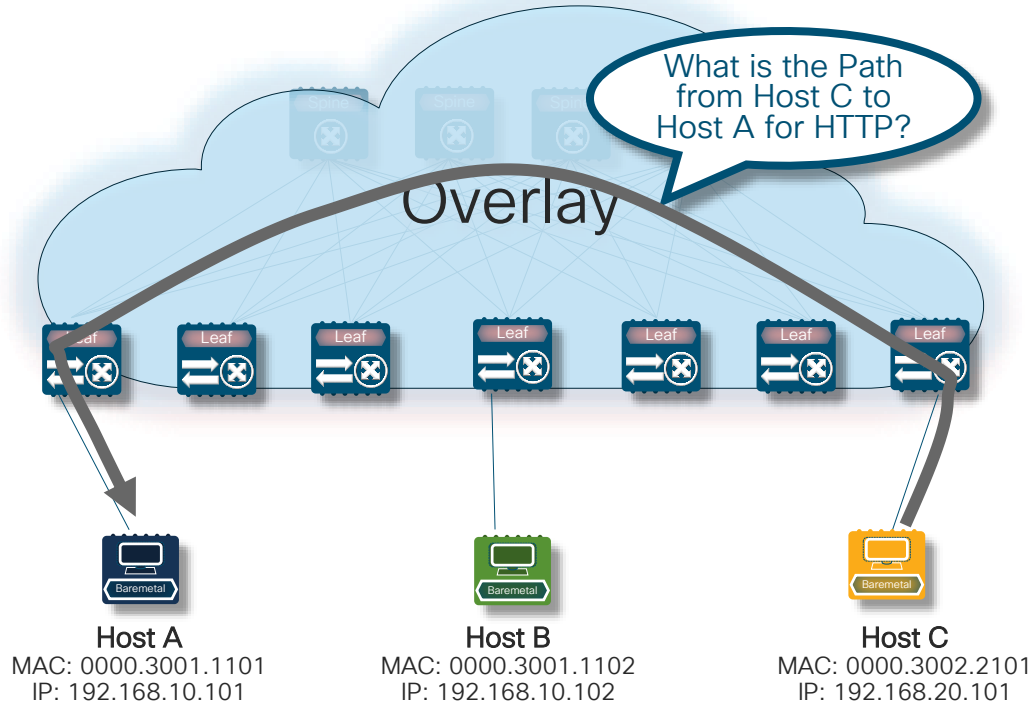 What is the Path
from Host C to
Host A for HTTP?
Spine
Spine
Spine
Overlay
Leaf
Leaf
Leaf
Leaf
Leaf
Leaf
Leaf
Baremetal
Baremetal
Baremetal
Host A
MAC: 0000.3001.1101
IP: 192.168.10.101
Host B
MAC: 0000.3001.1102
IP: 192.168.10.102
Host C
MAC: 0000.3002.2101
IP: 192.168.20.101